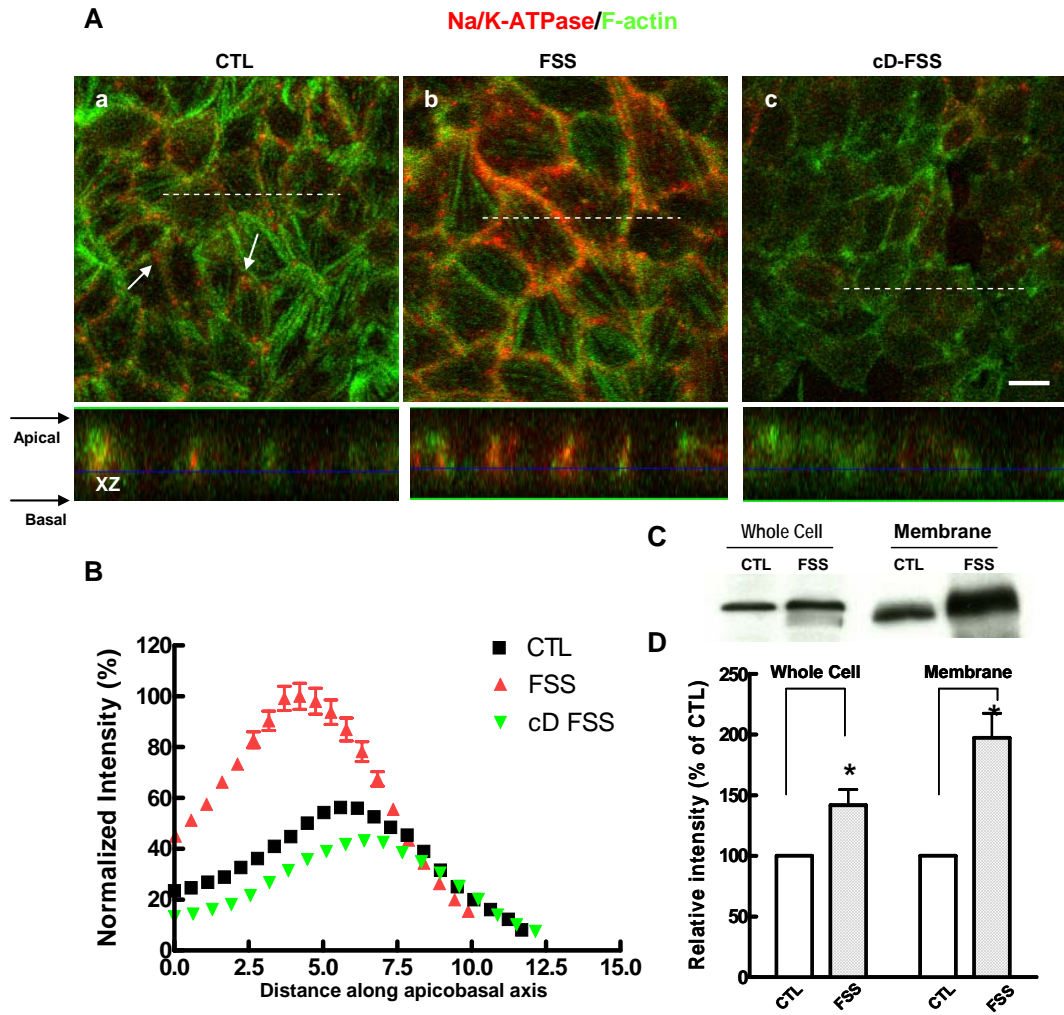 A
Na/K-ATPase/F-actin
CTL
FSS
cD-FSS
a
b
c
Apical
Basal
XZ
B
Normalized Intensity (%)
120
100
80
60
40
20
0
CTL
FSS
cD FSS
0.0 2.5 5.0 7.5 10.0 12.5 15.0
Distance along apicobasal axis
C
Whole Cell Membrane
CTL FSS CTL FSS
D
Relative intensity (% of CTL)
250
200
150
100
50
0
Whole Cell Membrane
* *
CTL FSS CTL FSS